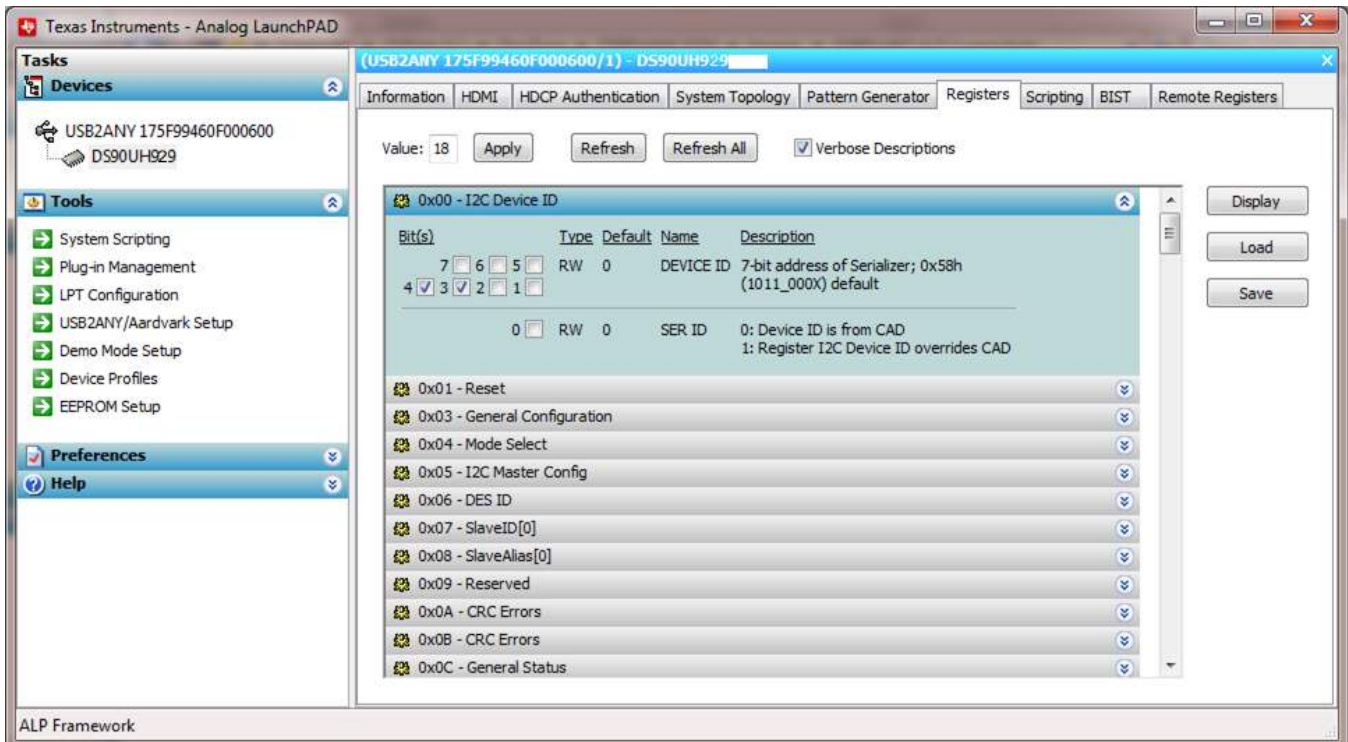 Texas Instruments - Analog LaunchPAD
Tasks
Devices
USB2ANY 175F99460F000600
DS90UH929
Tools
System Scripting
Plug-in Management
LPT Configuration
USB2ANY/Aardvark Setup
Demo Mode Setup
Device Profiles
EEPROM Setup
Preferences
Help
(USB2ANY 175F99460F000600/1) - DS90UH929
Information HDMI HDCP Authentication System Topology Pattern Generator Registers Scripting BIST Remote Registers
Value: 18 Apply Refresh Refresh All Verbose Descriptions
0x00 - I2C Device ID
Bit(s) Type Default Name Description
7 6 5 RW 0 DEVICE ID 7-bit address of Serializer; 0x58h
4 3 2 1 (1011_000X) default
0 RW 0 SER ID 0: Device ID is from CAD
1: Register I2C Device ID overrides CAD
0x01 - Reset
0x03 - General Configuration
0x04 - Mode Select
0x05 - I2C Master Config
0x06 - DES ID
0x07 - SlaveID[0]
0x08 - SlaveAlias[0]
0x09 - Reserved
0x0A - CRC Errors
0x0B - CRC Errors
0x0C - General Status
Display
Load
Save
ALP Framework